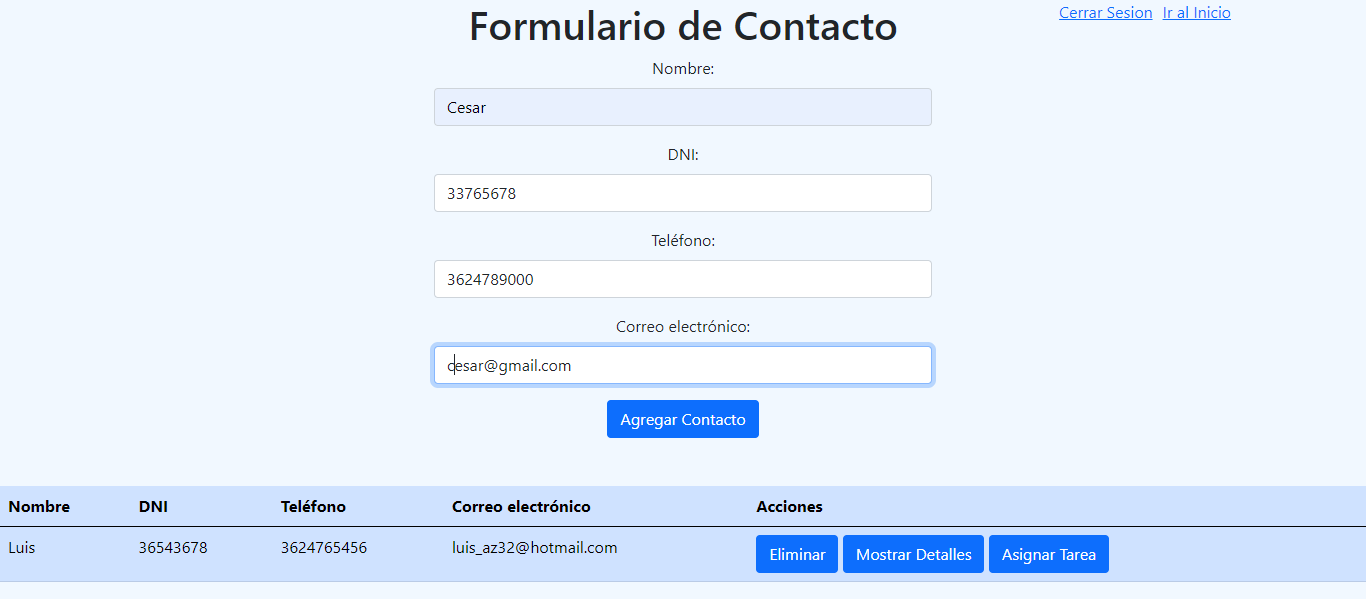 Formulario de Contacto
Cerrar Sesion Ir al Inicio
Nombre:
Cesar
DNI:
33765678
Teléfono:
3624789000
Correo electrónico:
cesar@gmail.com
Agregar Contacto
Nombre DNI Teléfono Correo electrónico Acciones
Luis 36543678 3624765456 luis_az32@hotmail.com Eliminar Mostrar Detalles Asignar Tarea